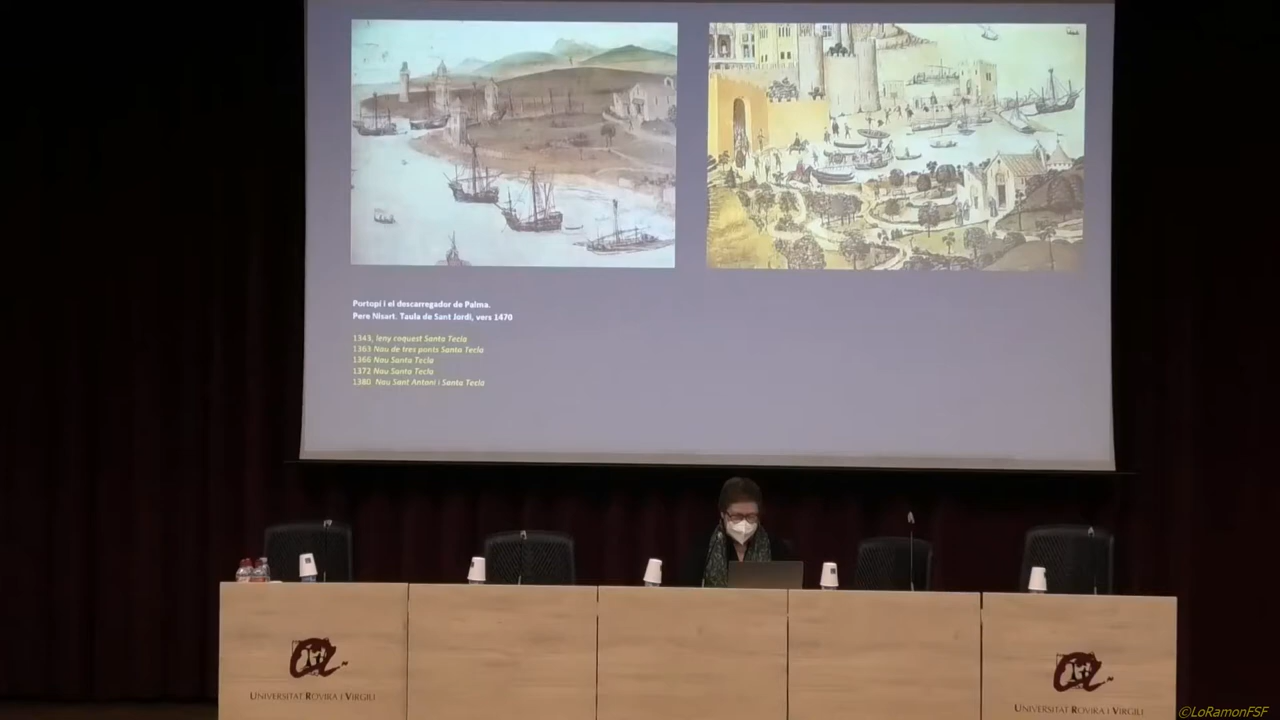 Portopí i el descarregador de Palma.
Pere Nisart. Taula de Sant Jordi, vers 1470
1343, leny coquest Santa Tecla
1363 Nau de tres ponts Santa Tecla
1366 Nau Santa Tecla
1372 Nau Santa Tecla
1380 Nau Sant Antoni i Santa Tecla
UNIVERSITAT ROVIRA I VIRGILI
UNIVERSITAT ROVIRA I VIRGILI
©LoRamonFSF